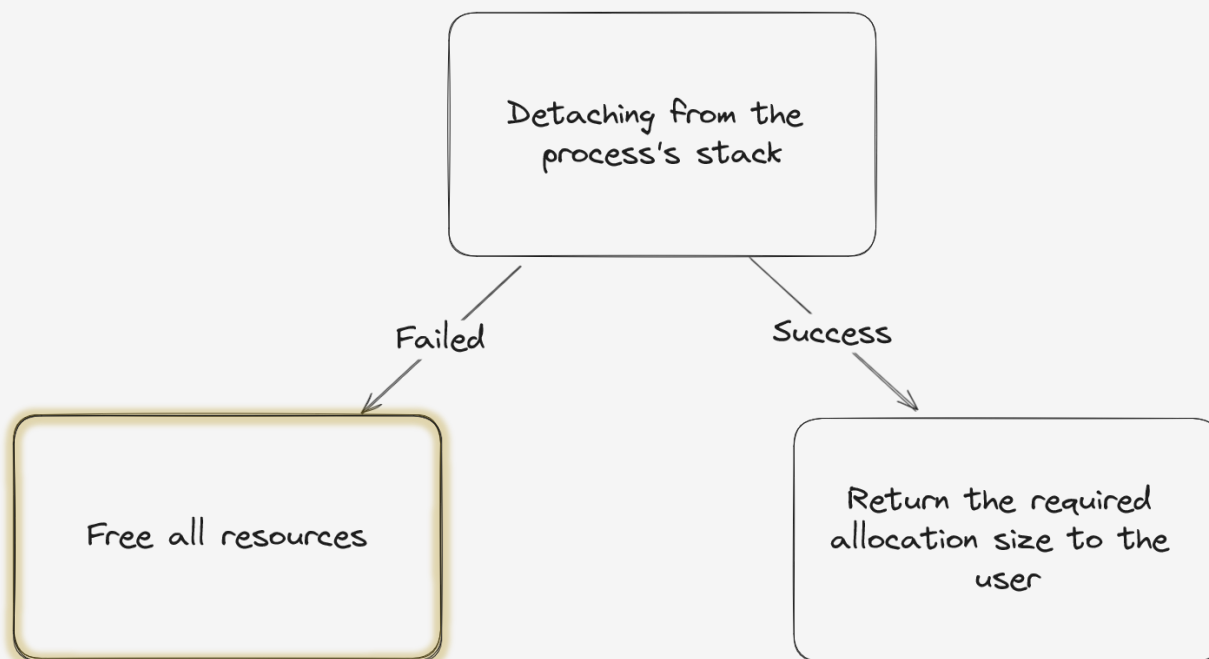 Detaching from the
process's stack
Failed
Success
Free all resources
Return the required
allocation size to the
user